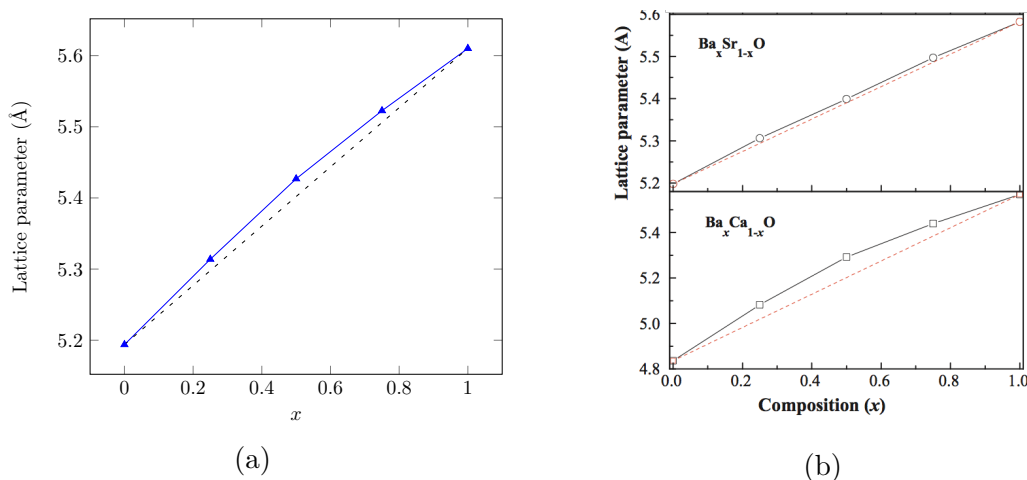 5.6
5.5
5.4
5.3
5.2
Lattice parameter (Å)
0 0.2 0.4 0.6 0.8 1
x
(a)
5.6
5.5
5.4
5.3
5.2
Lattice parameter (A)
BaxSr1-xO
5.4
5.2
5.0
4.8
BaxCa1-xO
0.0 0.2 0.4 0.6 0.8 1.0
Composition (x)
(b)